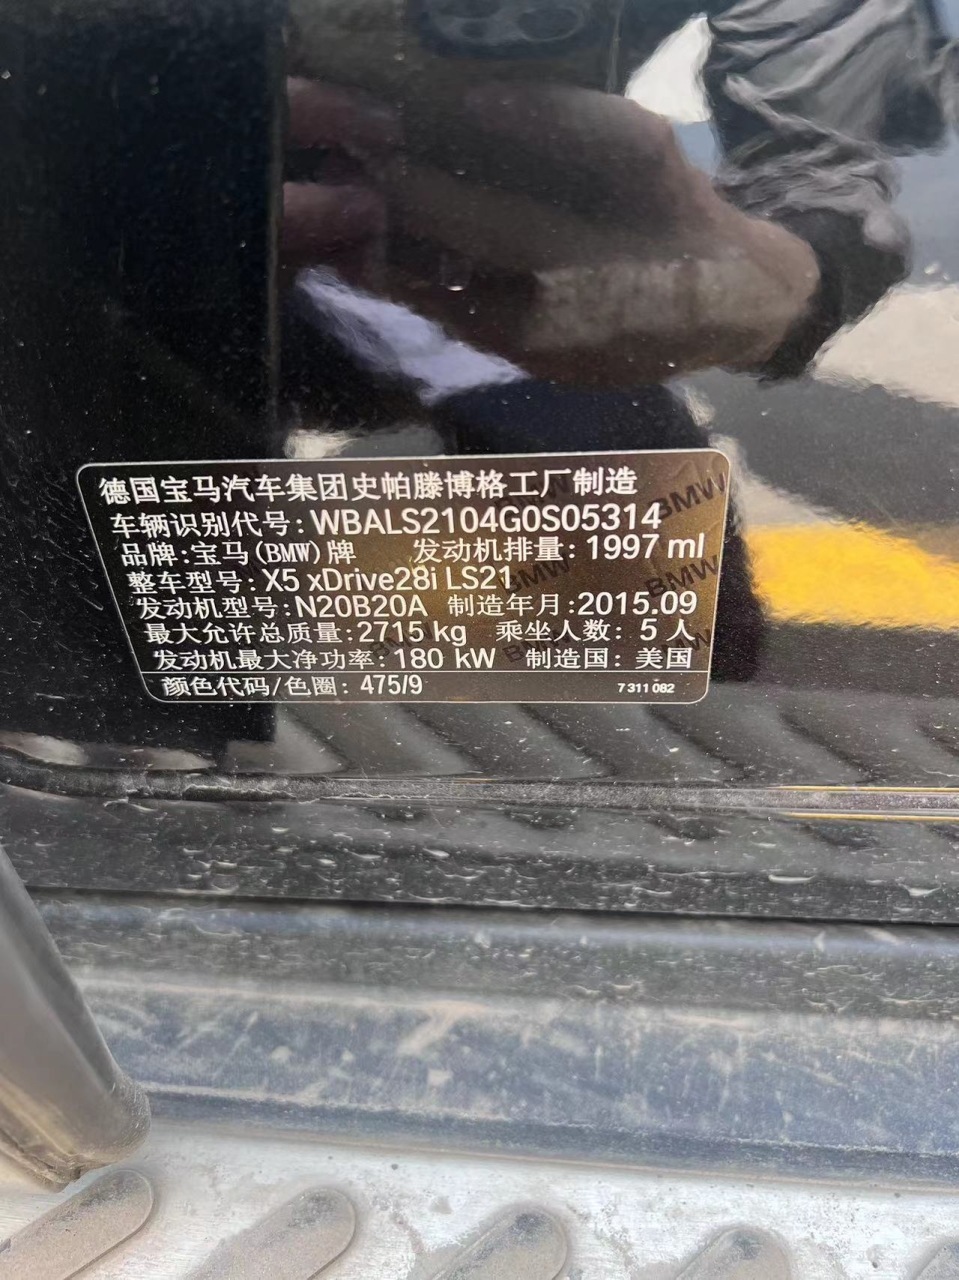 德国宝马汽车集团史帕滕博格工厂制造
车辆识别代号: WBALS2104G0S05314
品牌: 宝马(BMW)牌 发动机排量: 1997 ml
整车型号: X5 xDrive28i LS21
发动机型号: N20B20A 制造年月: 2015.09
最大允许总质量: 2715 kg 乘坐人数: 5 人
发动机最大净功率: 180 kW 制造国: 美国
颜色代码/色圈: 475/9 7 311 082